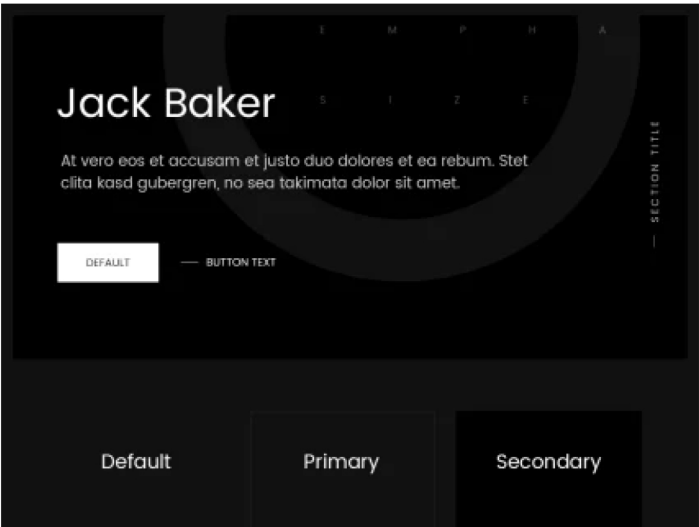 E M P H A
Jack Baker
S I Z E
At vero eos et accusam et justo duo dolores et ea rebum. Stet
clita kasd gubergren, no sea takimata dolor sit amet.
SECTION TITLE
DEFAULT
BUTTON TEXT
Default
Primary
Secondary